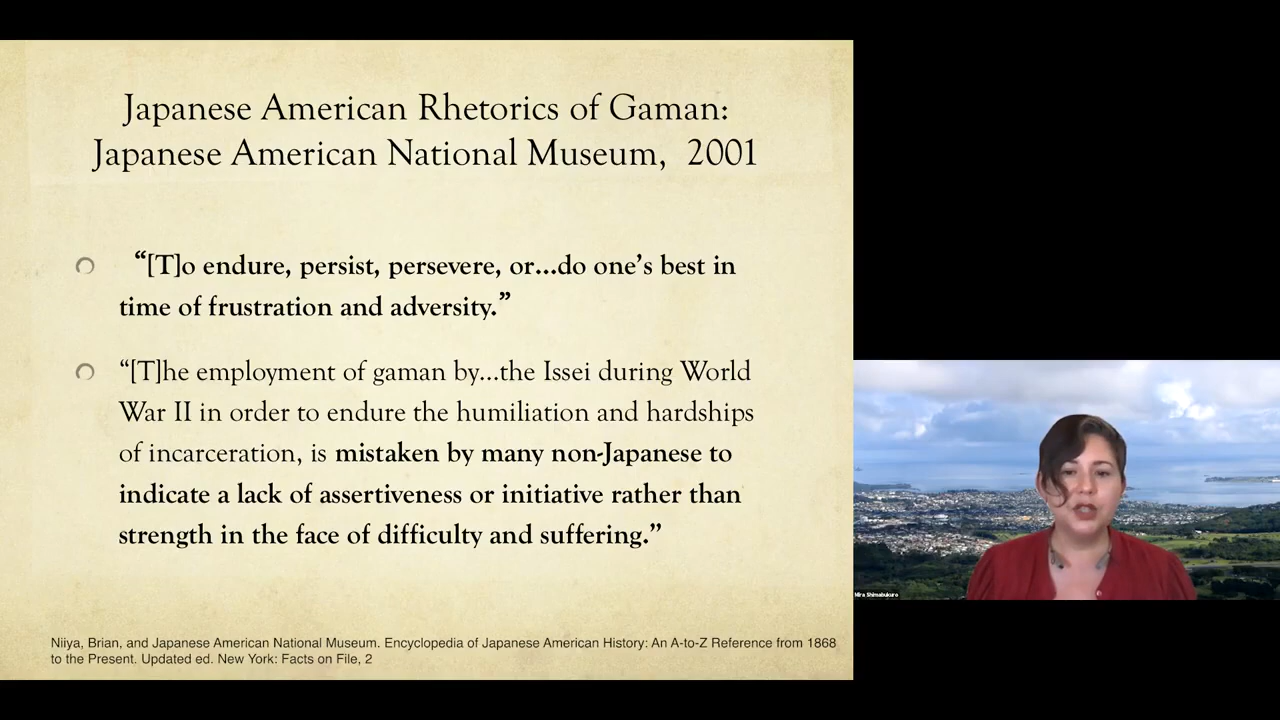 Japanese American Rhetorics of Gaman:
Japanese American National Museum, 2001
“[T]o endure, persist, persevere, or...do one’s best in
time of frustration and adversity.”
“[T]he employment of gaman by...the Issei during World
War II in order to endure the humiliation and hardships
of incarceration, is mistaken by many non-Japanese to
indicate a lack of assertiveness or initiative rather than
strength in the face of difficulty and suffering.”
Niiya, Brian, and Japanese American National Museum. Encyclopedia of Japanese American History: An A-to-Z Reference from 1868
to the Present. Updated ed. New York: Facts on File, 2
Mira Shimabukuro